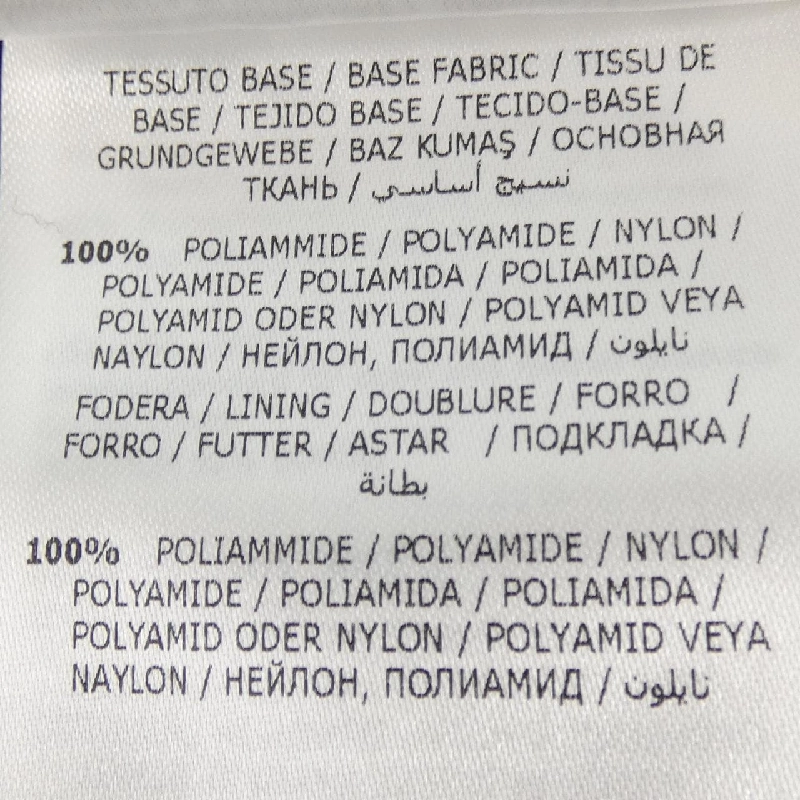 TESSUTO BASE / BASE FABRIC / TISSU DE
BASE / TEJIDO BASE / TECIDO-BASE /
GRUNDGEWEBE / BAZ KUMAŞ / ОСНОВНАЯ
ТКАНЬ / نسيج أساسي
100% POLIAMMIDE / POLYAMIDE / NYLON /
POLYAMIDE / POLIAMIDA / POLIAMIDA /
POLYAMID ODER NYLON / POLYAMID VEYA
NAYLON / НЕЙЛОН, ПОЛИАМИД / نايلون
FODERA / LINING / DOUBLURE / FORRO /
FORRO / FUTTER / ASTAR / ПОДКЛАДКА /
بطانة
100% POLIAMMIDE / POLYAMIDE / NYLON /
POLYAMIDE / POLIAMIDA / POLIAMIDA /
POLYAMID ODER NYLON / POLYAMID VEYA
NAYLON / НЕЙЛОН, ПОЛИАМИД / نايلون